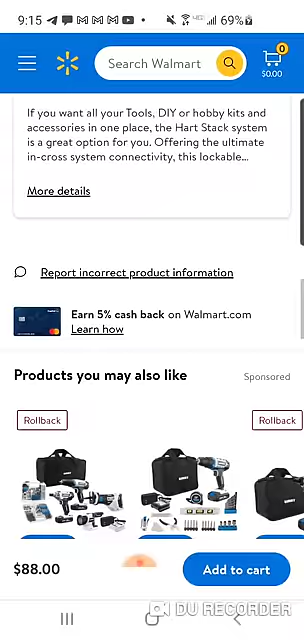 9:15
69%
Search Walmart
0
$0.00
If you want all your Tools, DIY or hobby kits and
accessories in one place, the Hart Stack system
is a great option for you. Offering the ultimate
in-cross system connectivity, this lockable...
More details
Report incorrect product information
Earn 5% cash back on Walmart.com
Learn how
Products you may also like
Sponsored
Rollback
Rollback
$88.00
Add to cart
DU RECORDER